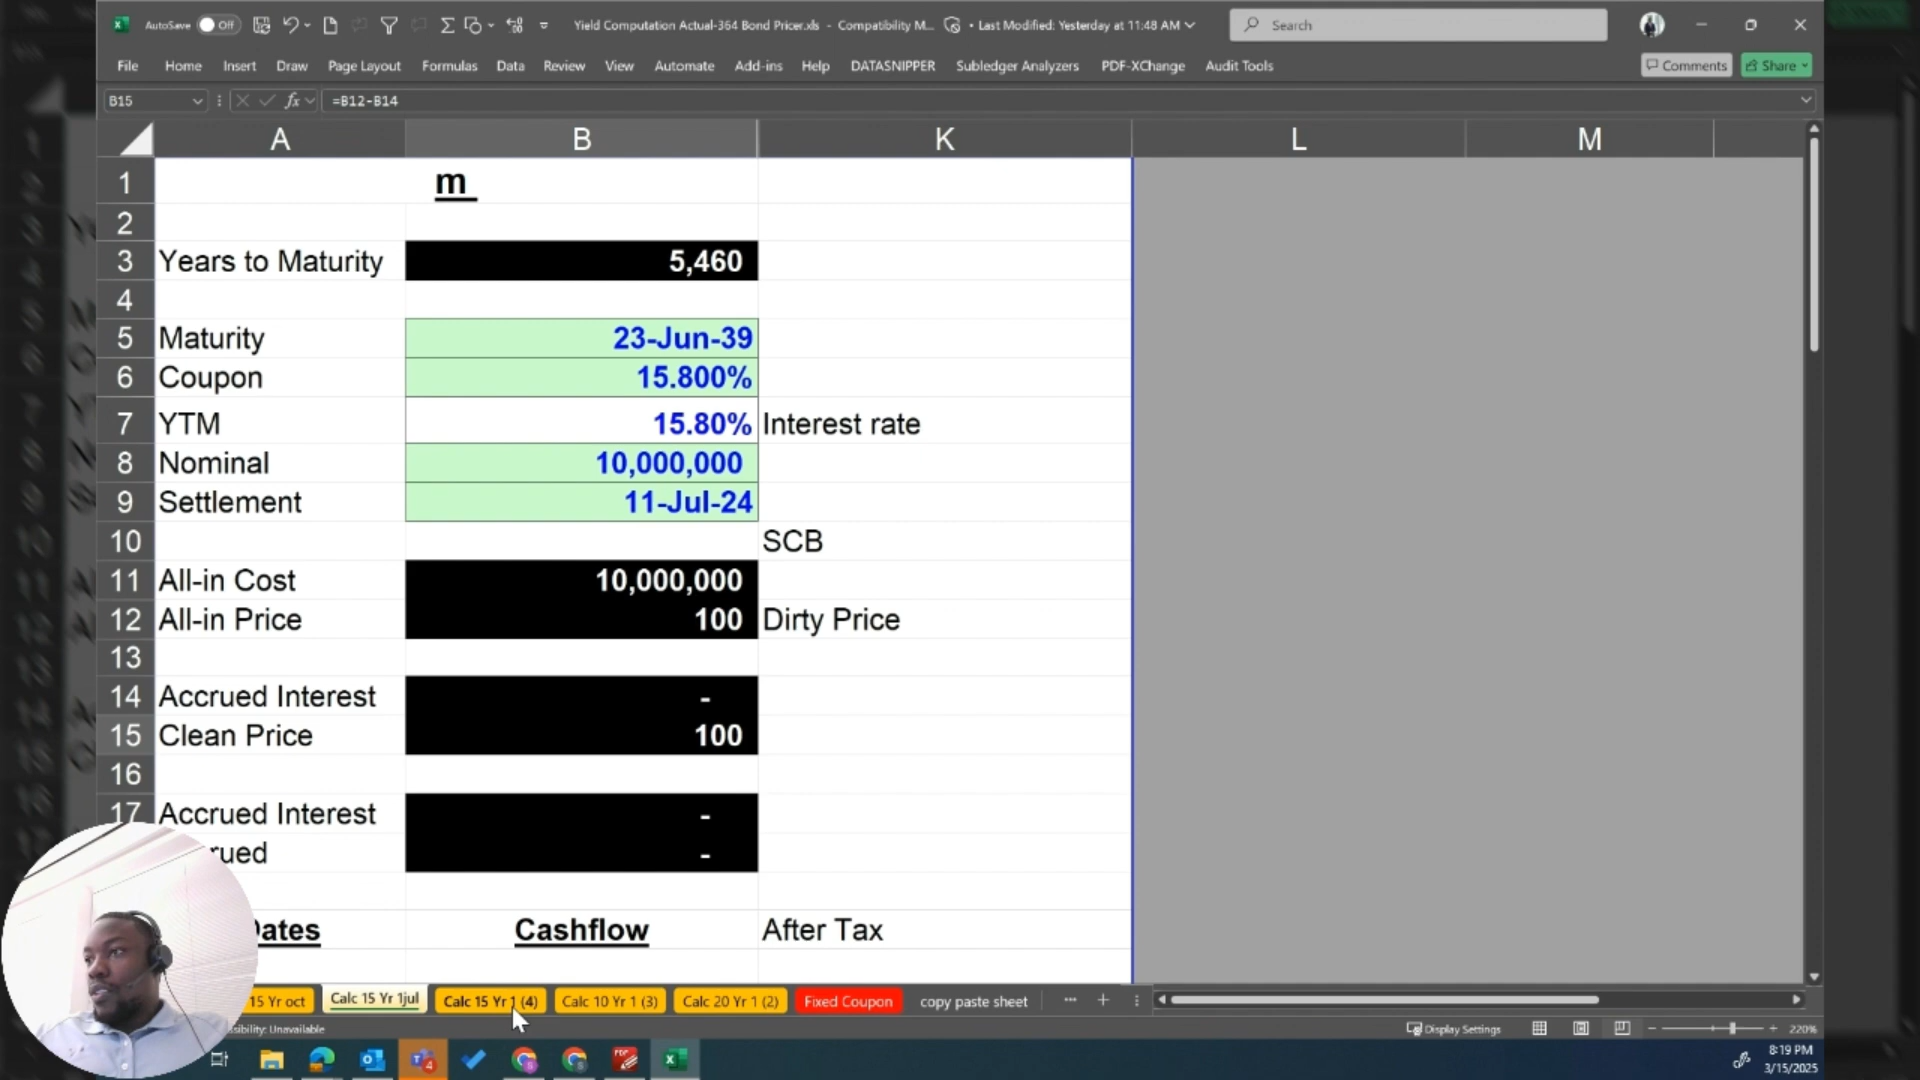 AutoSave Off Yield Computation Actual-364 Bond Pricer.xls - Compatibility M... • Last Modified: Yesterday at 11:48 AM Search
File Home Insert Draw Page Layout Formulas Data Review View Automate Add-ins Help DATASNIPPER Subledger Analyzers PDF-XChange Audit Tools Comments Share
B15 fx =B12-B14
A B K L M
1 m
2
3 Years to Maturity 5,460
4
5 Maturity 23-Jun-39
6 Coupon 15.800%
7 YTM 15.80% Interest rate
8 Nominal 10,000,000
9 Settlement 11-Jul-24
10 SCB
11 All-in Cost 10,000,000
12 All-in Price 100 Dirty Price
13
14 Accrued Interest -
15 Clean Price 100
16
17 Accrued Interest -
rued -
Dates Cashflow After Tax
15 Yr oct Calc 15 Yr 1jul Calc 15 Yr 1 (4) Calc 10 Yr 1 (3) Calc 20 Yr 1 (2) Fixed Coupon copy paste sheet ... +
sibility: Unavailable Display Settings - + 220%
8:19 PM
3/15/2025